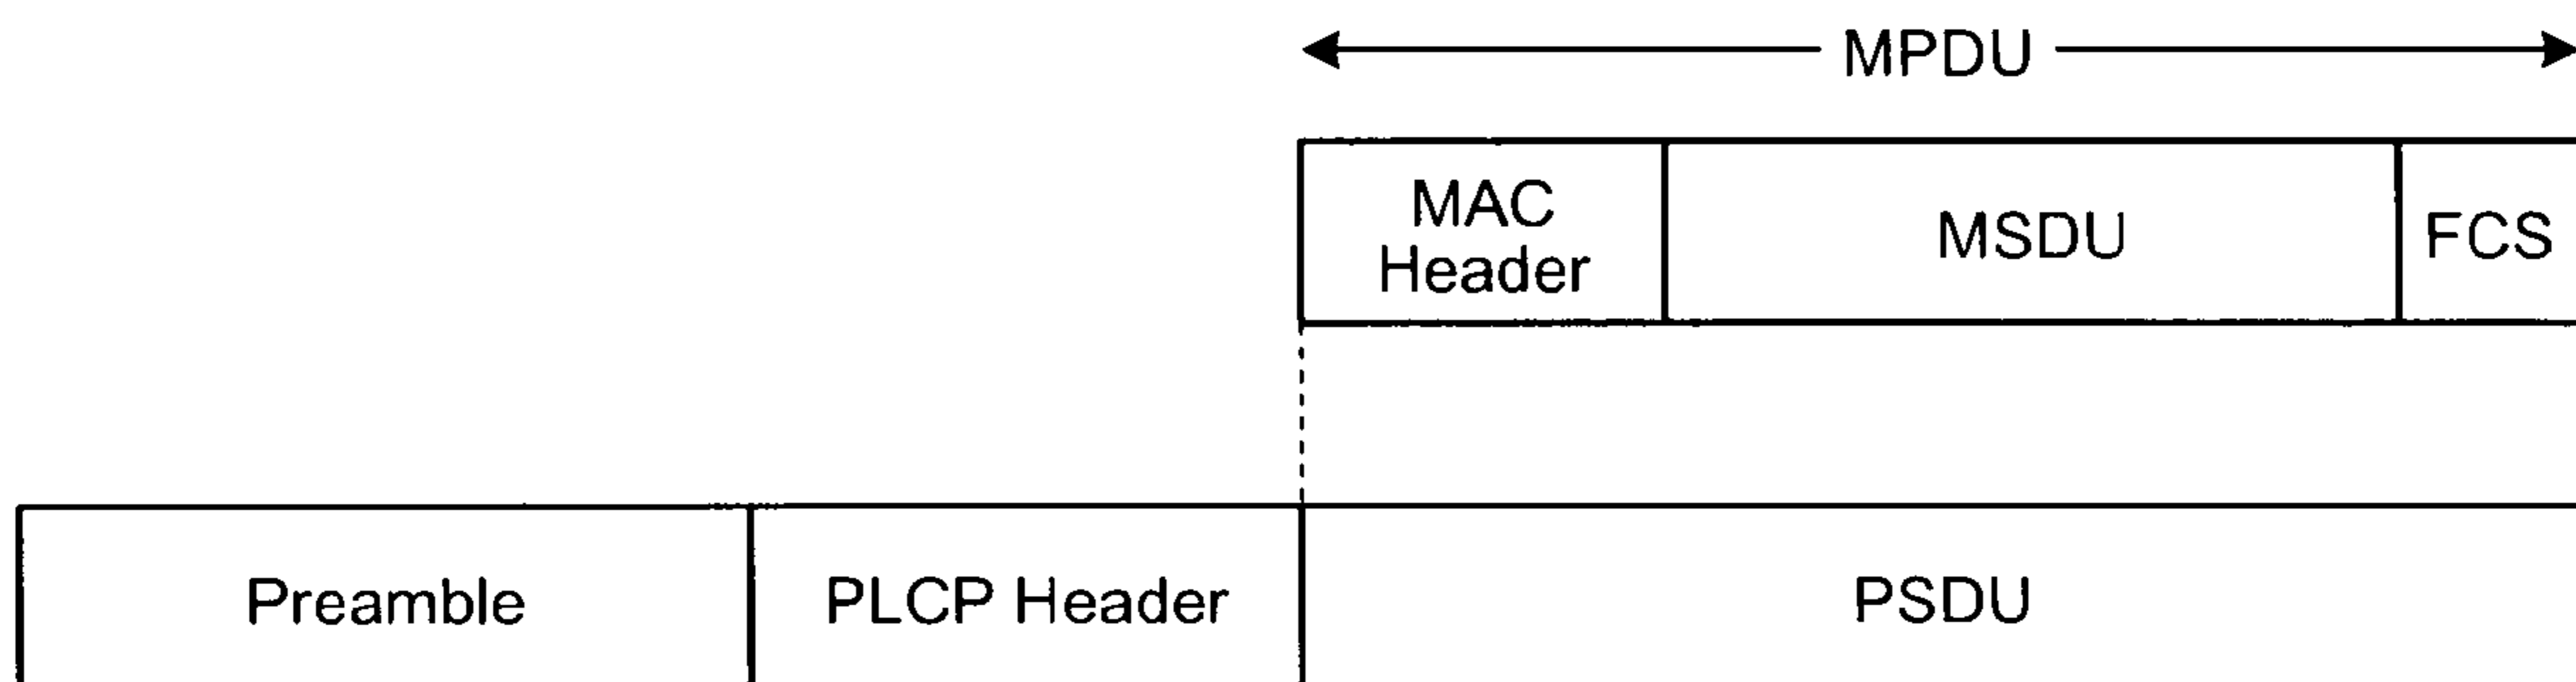 MPDU
MAC
Header
MSDU
FCS
Preamble
PLCP Header
PSDU